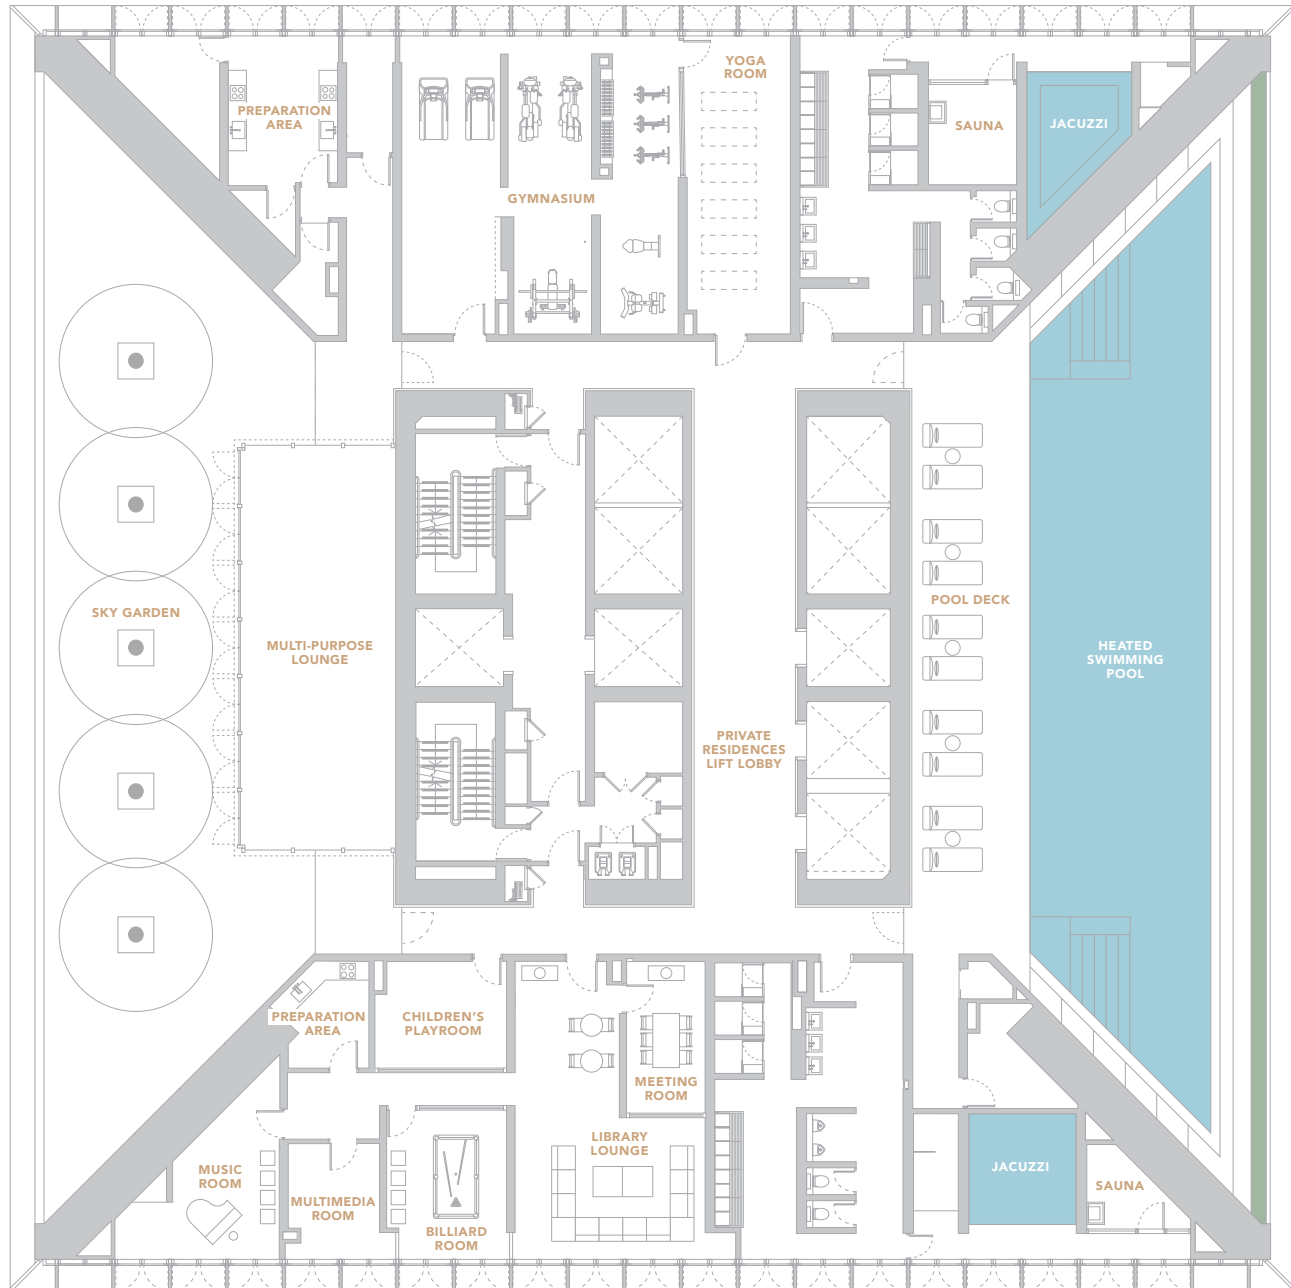 YOGA
ROOM
PREPARATION
AREA
SAUNA
JACUZZI
GYMNASIUM
SKY GARDEN
MULTI-PURPOSE
LOUNGE
POOL DECK
HEATED
SWIMMING
POOL
PRIVATE
RESIDENCES
LIFT LOBBY
PREPARATION
AREA
CHILDREN'S
PLAYROOM
MEETING
ROOM
LIBRARY
LOUNGE
MUSIC
ROOM
MULTIMEDIA
ROOM
BILLIARD
ROOM
JACUZZI
SAUNA